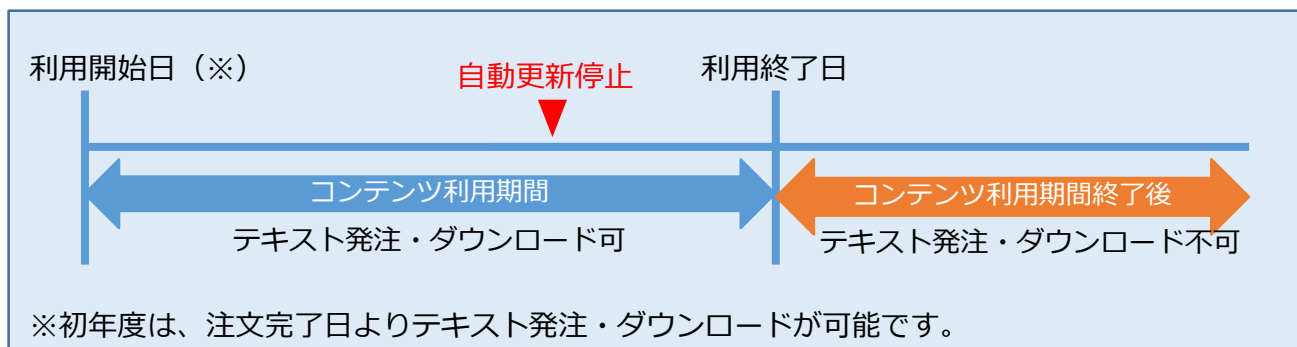 利用開始日（※）
自動更新停止
利用終了日
コンテンツ利用期間
コンテンツ利用期間終了後
テキスト発注・ダウンロード可
テキスト発注・ダウンロード不可
※初年度は、注文完了日よりテキスト発注・ダウンロードが可能です。